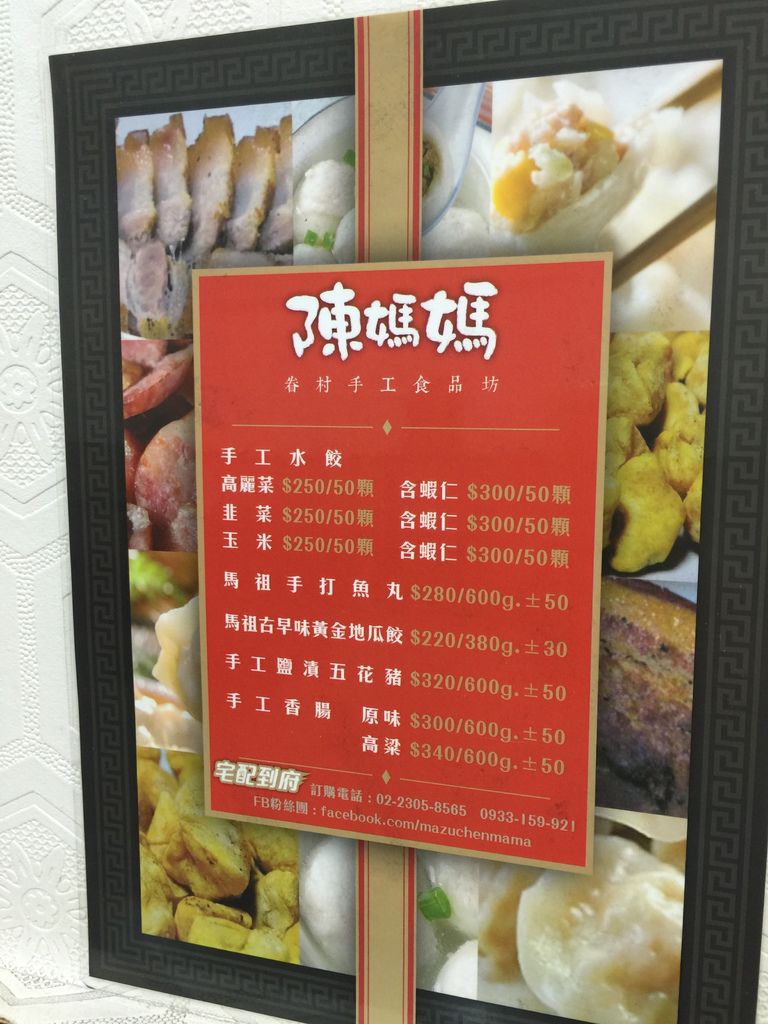 陳媽媽
眷村手工食品坊
手工水餃
高麗菜 $250/50顆 含蝦仁 $300/50顆
韭菜 $250/50顆 含蝦仁 $300/50顆
玉米 $250/50顆 含蝦仁 $300/50顆
馬祖手打魚丸 $280/600g.±50
馬祖古早味黃金地瓜餃 $220/380g.±30
手工鹽漬五花豬 $320/600g.±50
手工香腸 原味 $300/600g.±50
高粱 $340/600g.±50
宅配到府 訂購電話：02-2305-8565 0933-159-921
FB粉絲團：facebook.com/mazuchenmama